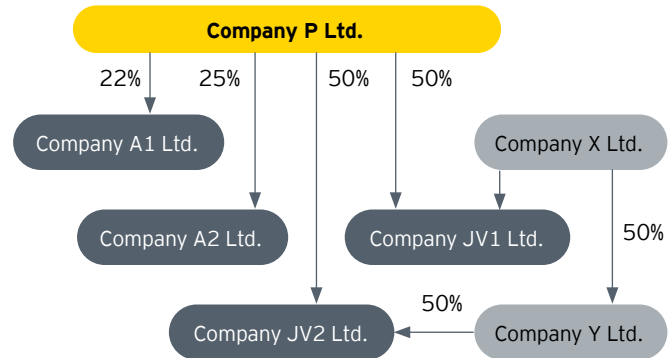 Company P Ltd.
22%
25%
50%
50%
Company A1 Ltd.
Company X Ltd.
Company A2 Ltd.
Company JV1 Ltd.
50%
50%
Company JV2 Ltd.
Company Y Ltd.